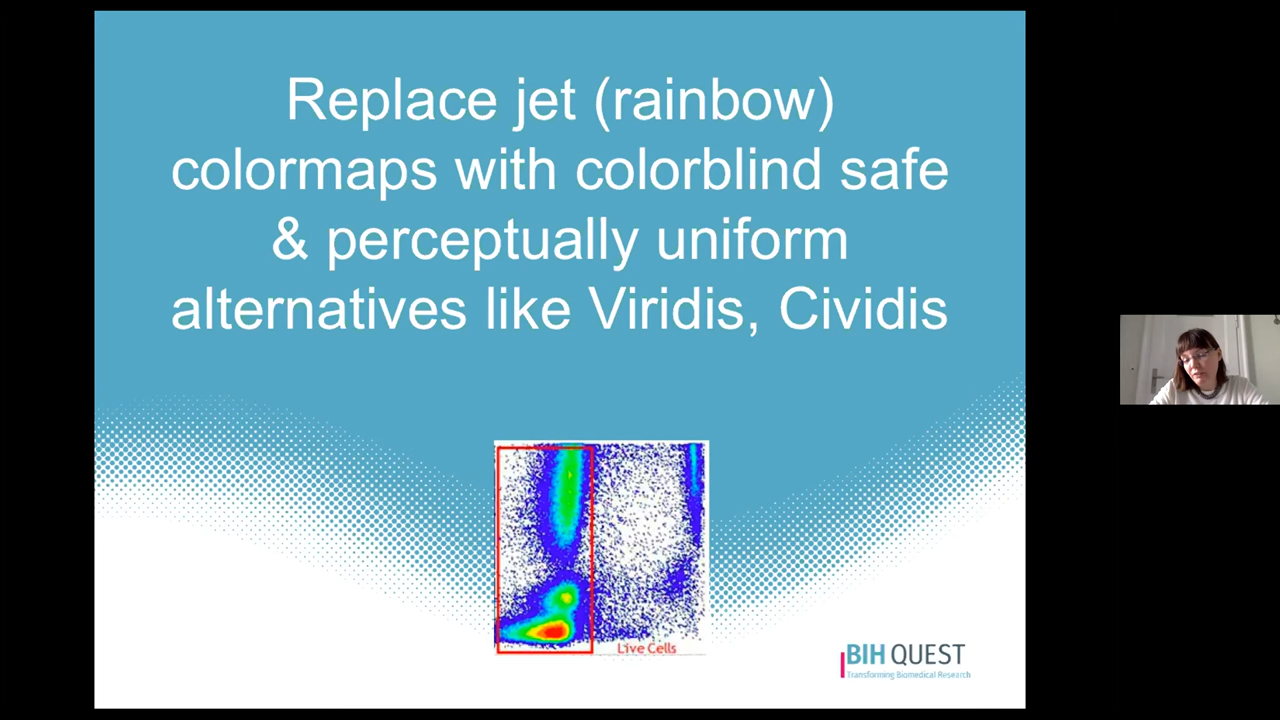 Replace jet (rainbow)
colormaps with colorblind safe
& perceptually uniform
alternatives like Viridis, Cividis
Live Cells
BIH QUEST
Transforming Biomedical Research